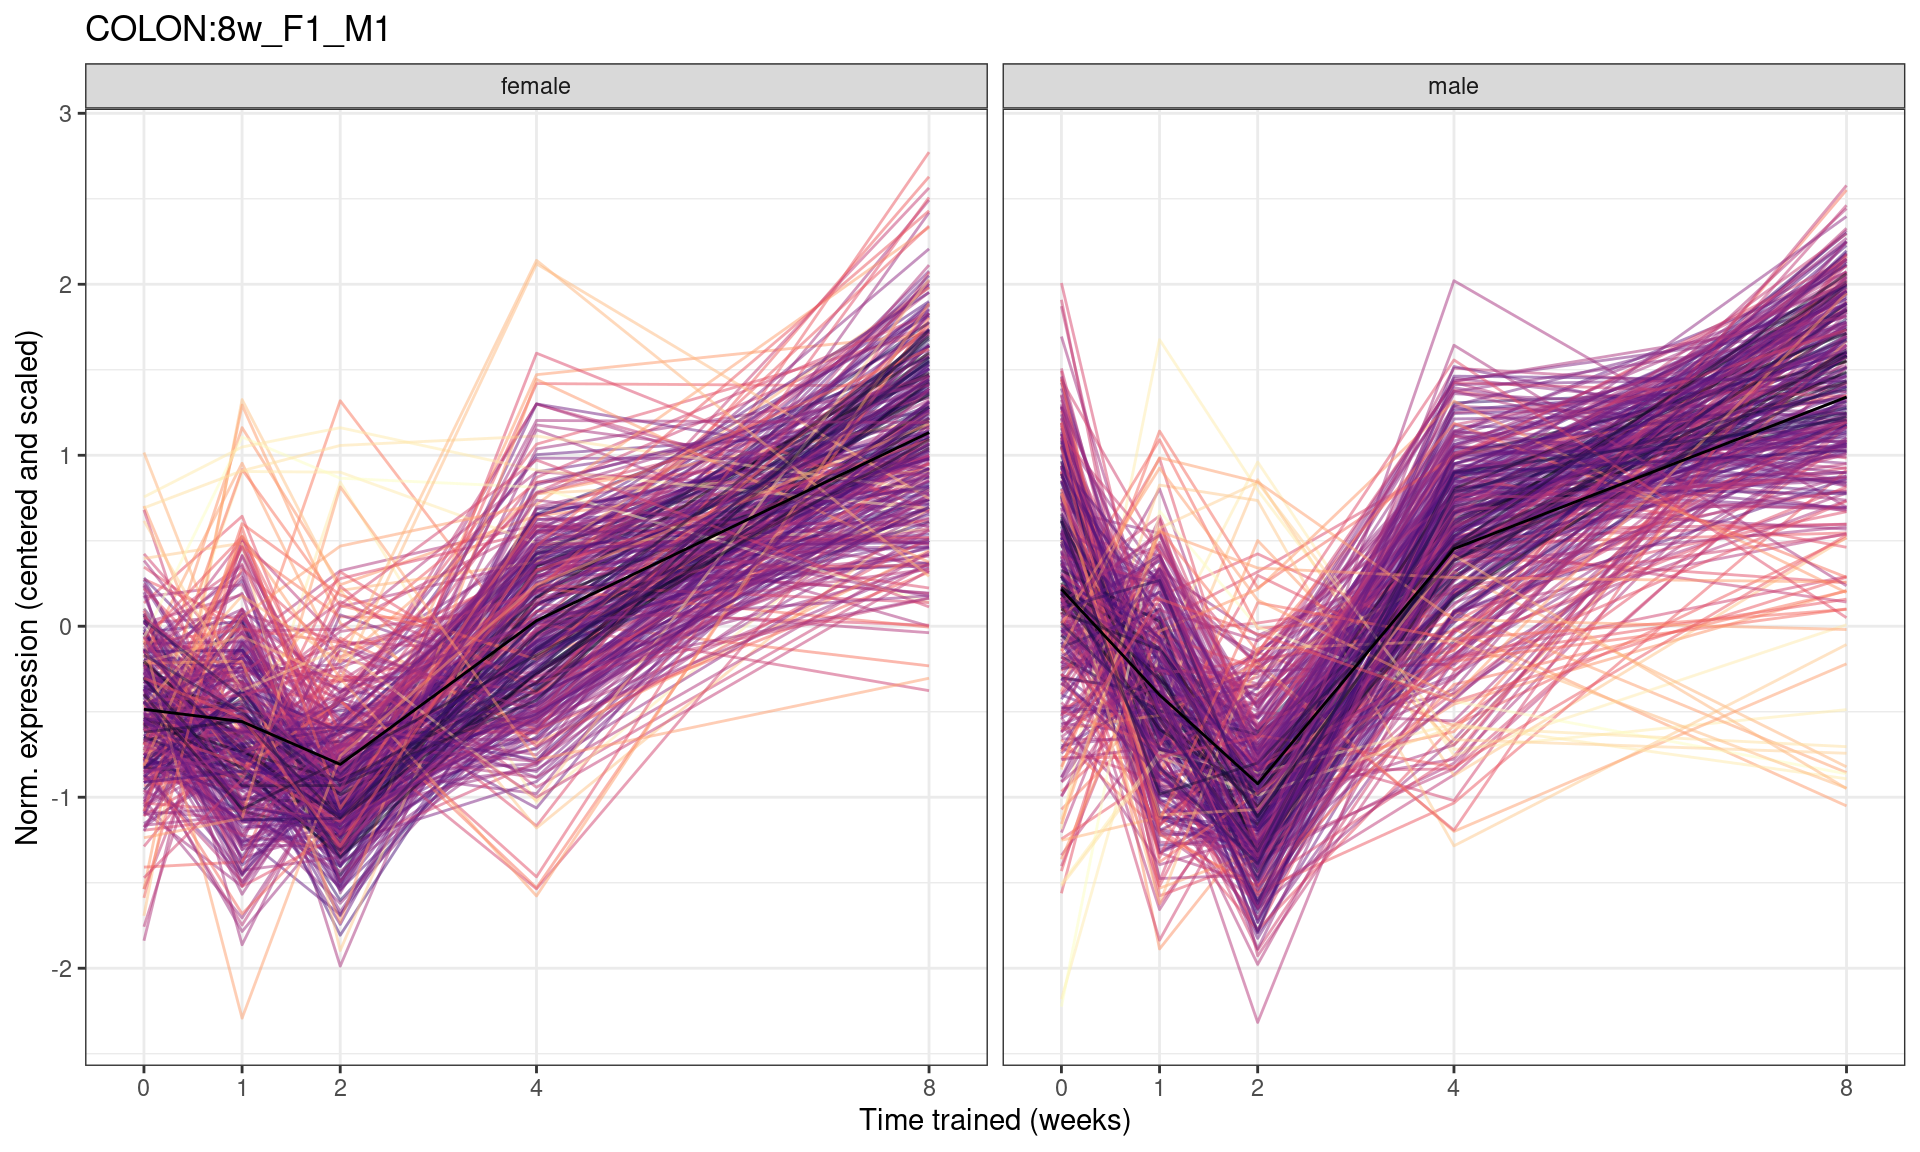 COLON:8w_F1_M1
female
male
Norm. expression (centered and scaled)
3
2
1
0
-1
-2
0 1 2 4 8
0 1 2 4 8
Time trained (weeks)